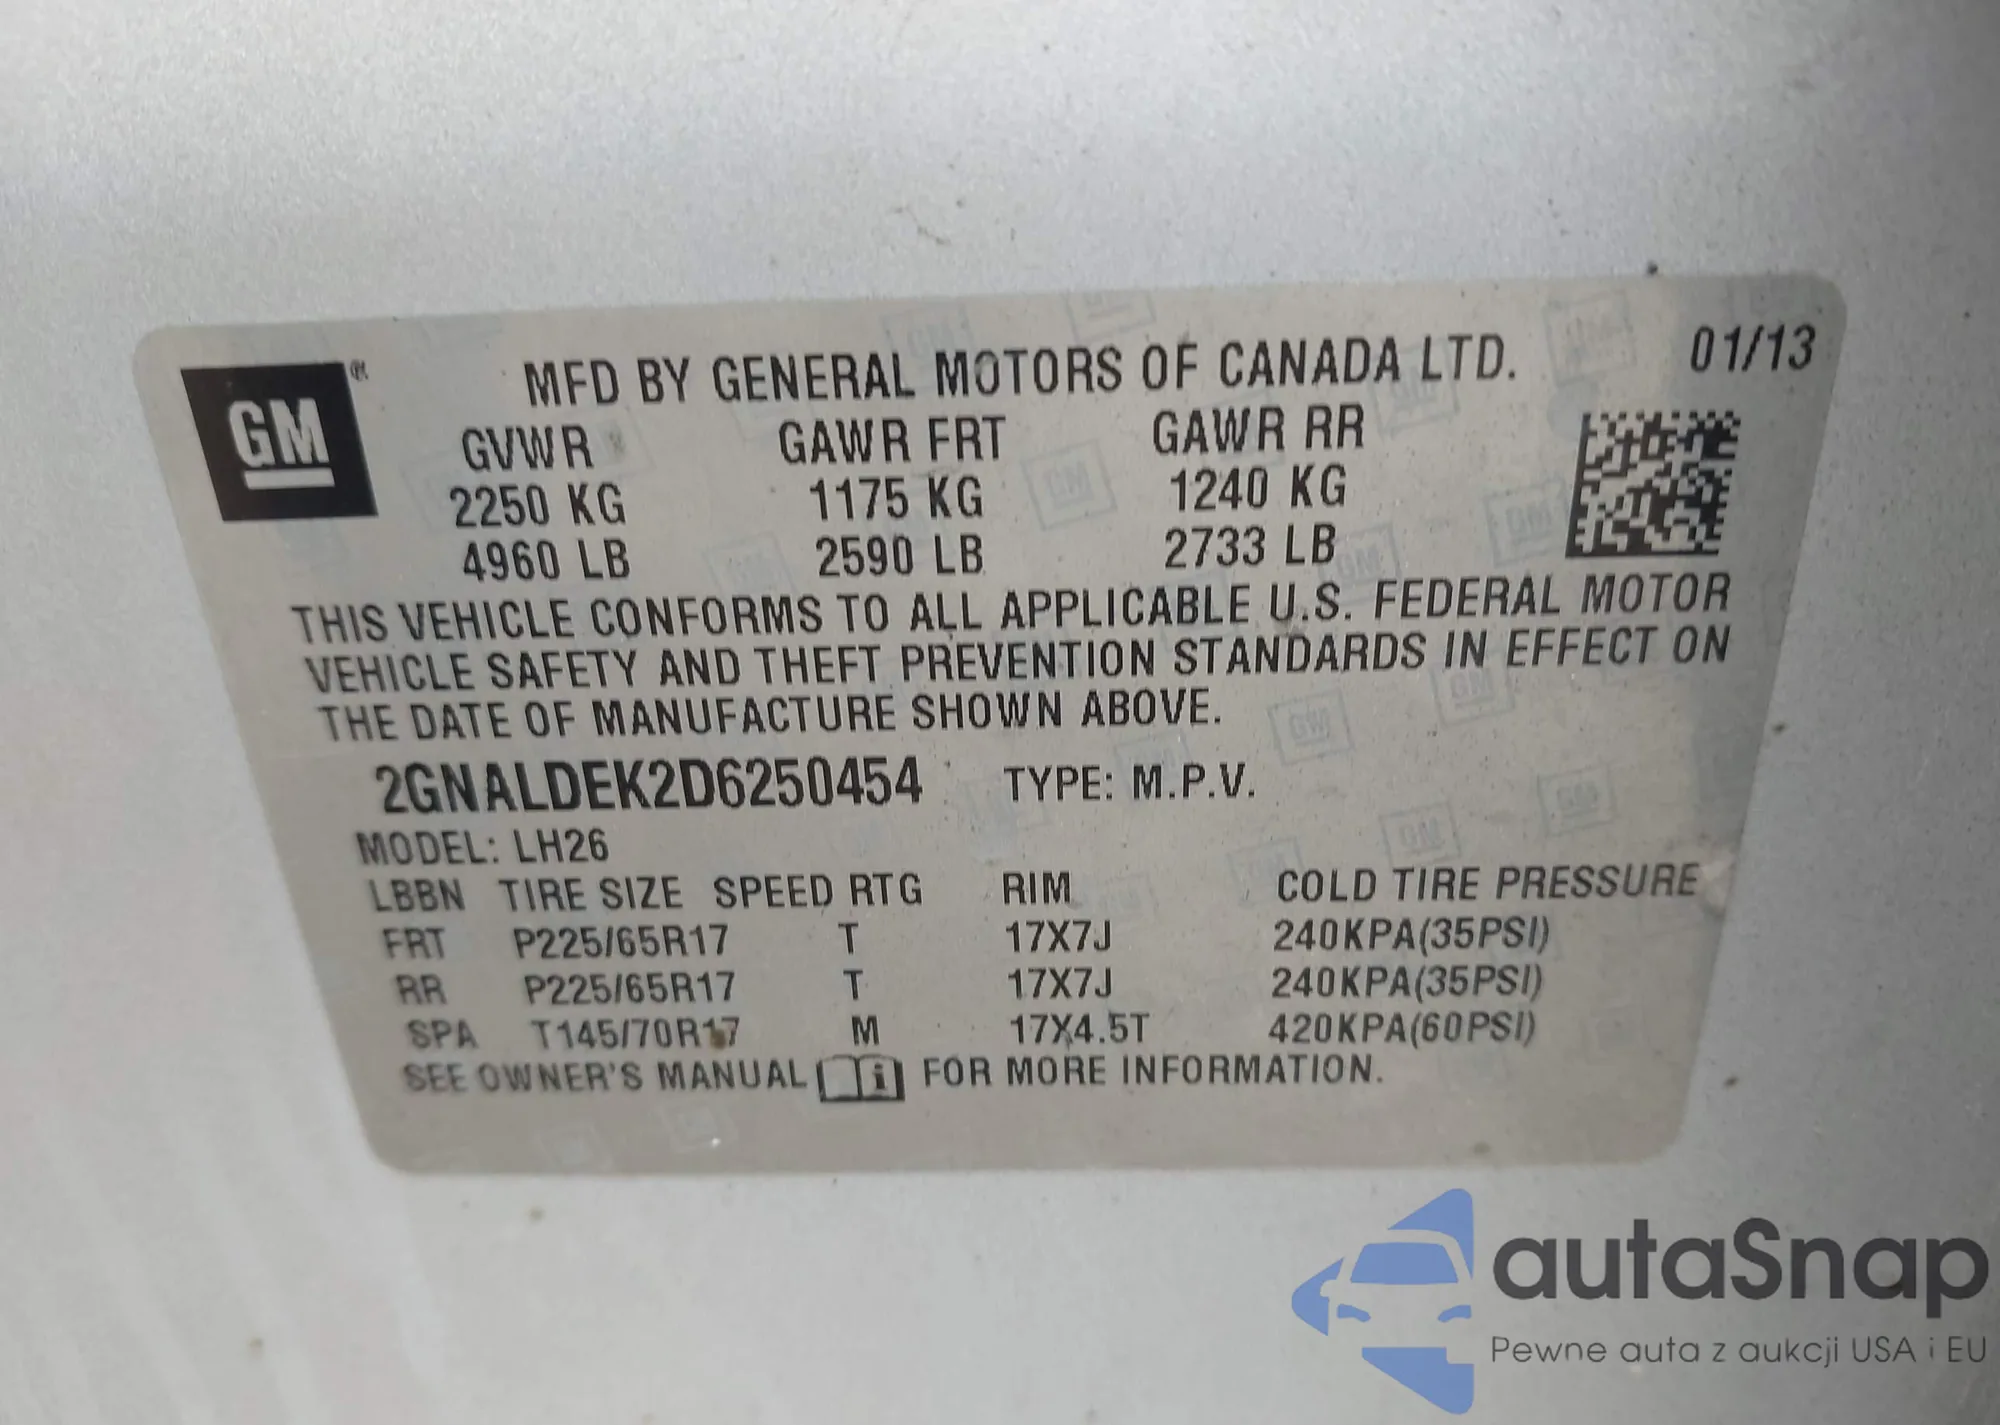 GM ®
MFD BY GENERAL MOTORS OF CANADA LTD. 01/13
GVWR GAWR FRT GAWR RR
2250 KG 1175 KG 1240 KG
4960 LB 2590 LB 2733 LB
THIS VEHICLE CONFORMS TO ALL APPLICABLE U.S. FEDERAL MOTOR
VEHICLE SAFETY AND THEFT PREVENTION STANDARDS IN EFFECT ON
THE DATE OF MANUFACTURE SHOWN ABOVE.
2GNALDEK2D6250454 TYPE: M.P.V.
MODEL: LH26
LBBN TIRE SIZE SPEED RTG RIM COLD TIRE PRESSURE
FRT P225/65R17 T 17X7J 240KPA(35PSI)
RR P225/65R17 T 17X7J 240KPA(35PSI)
SPA T145/70R17 M 17X4.5T 420KPA(60PSI)
SEE OWNER'S MANUAL i FOR MORE INFORMATION.
autaSnap
Pewne auta z aukcji USA i EU